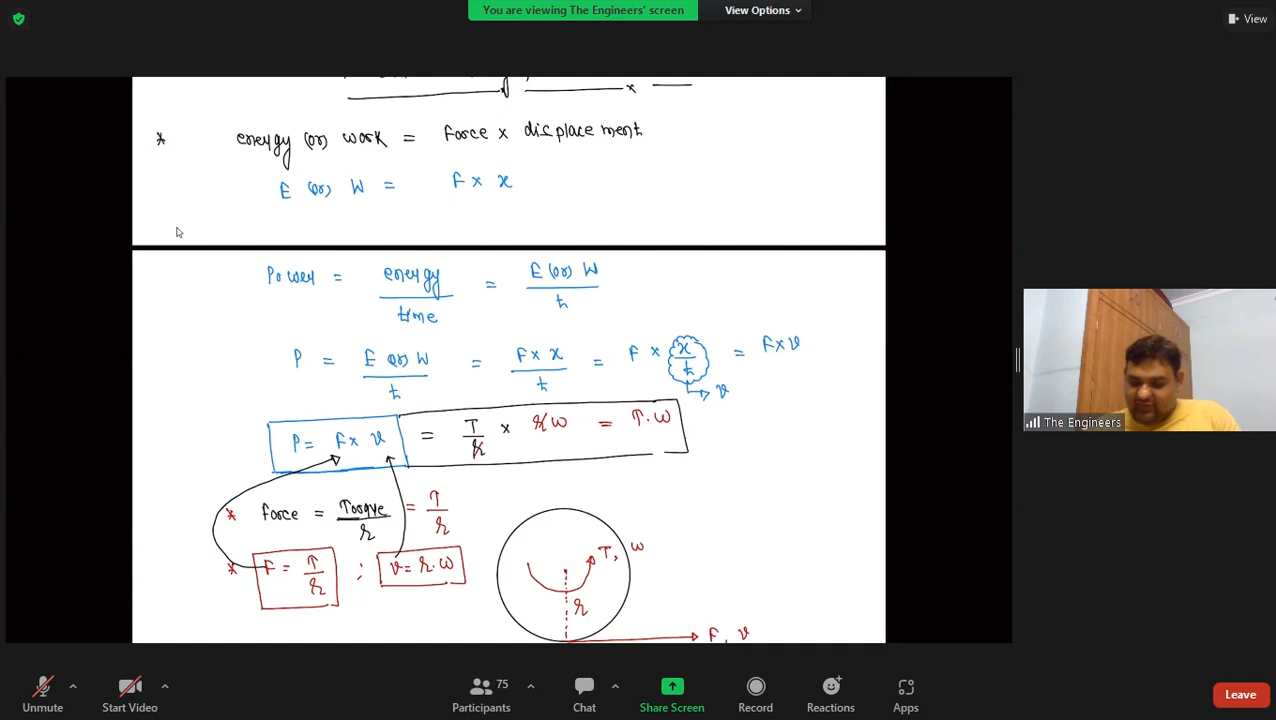 You are viewing The Engineers' screen
View Options
View
* energy (or) work = force × displacement
E (or) W = F × x
Power = energy / time = E (or) W / t
P = E (or) W / t = F × x / t = F × x / t = F × v
→ v
P = F × v = T / r × r ω = T · ω
* force = Torque / r = T / r
* F = T / r ; v = r · ω
T, ω
r
F, v
The Engineers
75
Unmute
Start Video
Participants
Chat
Share Screen
Record
Reactions
Apps
Leave